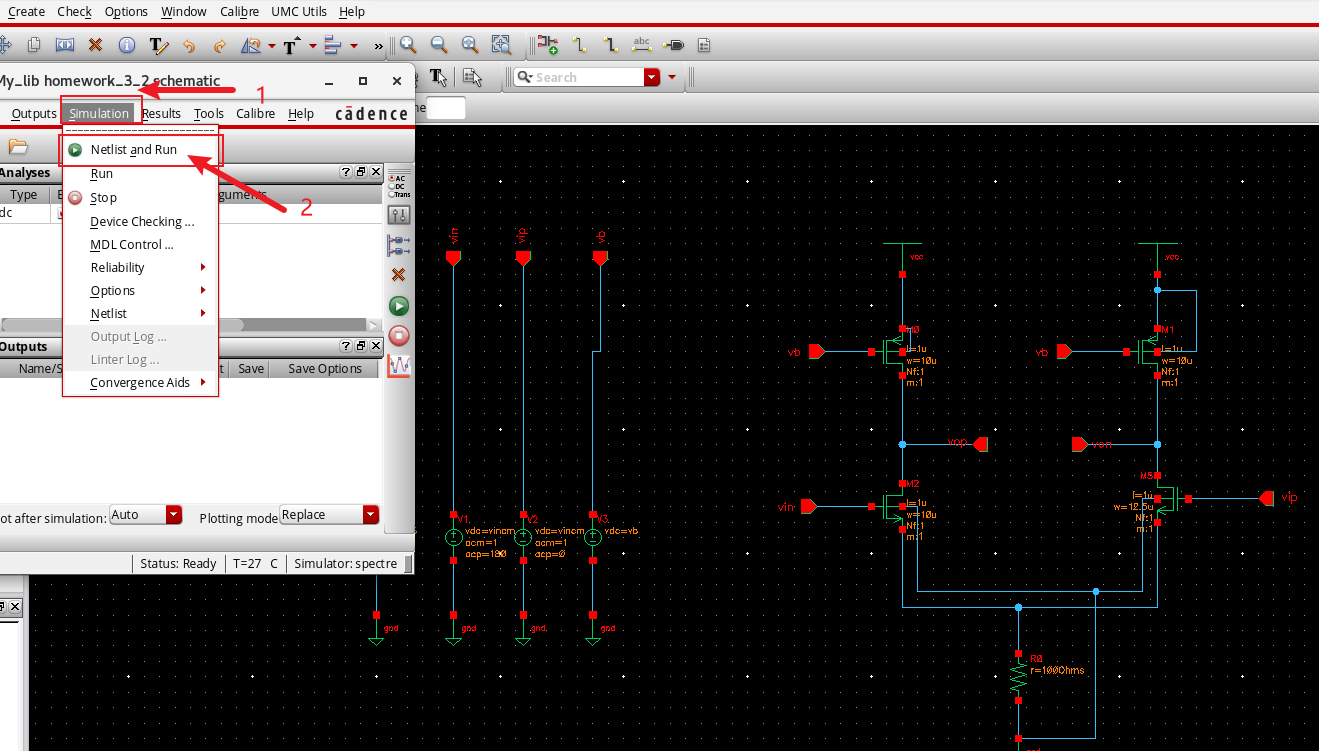 Create Check Options Window Calibre UMC Utils Help
abc
My_lib homework_3_2 schematic
1
Search
Outputs Simulation Results Tools Calibre Help cādence
Netlist and Run
Run
Stop
Device Checking ...
MDL Control ...
Reliability
Options
Netlist
Output Log ...
Linter Log ...
Convergence Aids
2
Analyses
Type
dc
AC
DC
Trans
Outputs
Save Save Options
ot after simulation: Auto
Plotting mode Replace
Status: Ready T=27 C Simulator: spectre
vin vip vb
V1
vdc=vincm
acm=1
acp=180
V2
vdc=vincm
acm=1
acp=0
V3
vdc=vb
gnd gnd gnd gnd
vb
M0
l=1u
w=10u
Nf:1
m:1
vb
M1
l=1u
w=10u
Nf:1
m:1
vop
von
vin
M2
l=1u
w=10u
Nf:1
m:1
M3
l=1u
w=12.5u
Nf:1
m:1
vip
R0
r=100Ohms